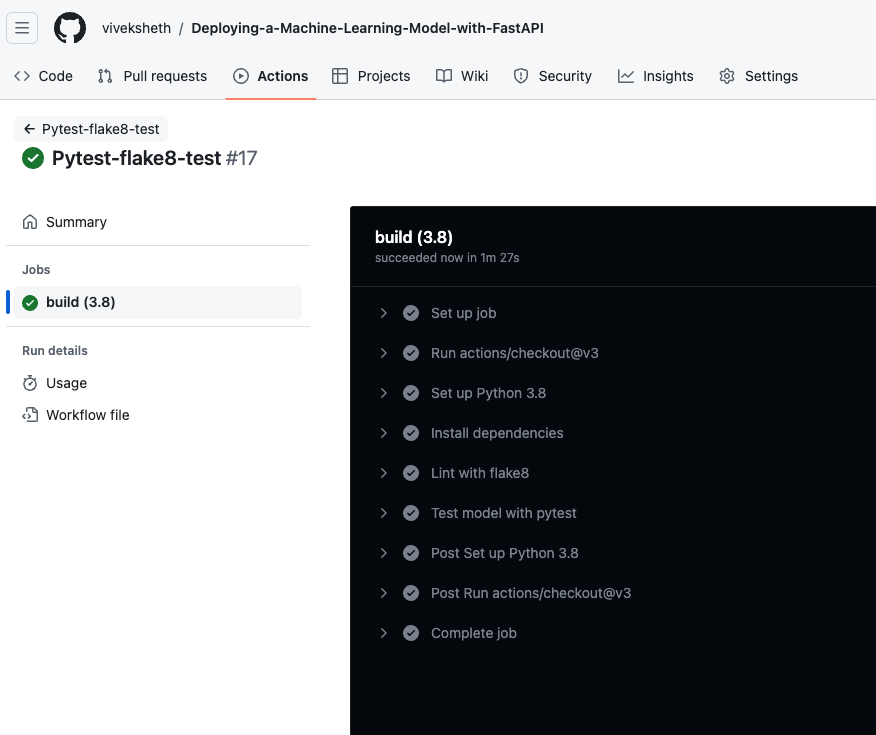 viveksheth / Deploying-a-Machine-Learning-Model-with-FastAPI
Code Pull requests Actions Projects Wiki Security Insights Settings
Pytest-flake8-test
Pytest-flake8-test #17
Summary
Jobs
build (3.8)
Run details
Usage
Workflow file
build (3.8)
succeeded now in 1m 27s
Set up job
Run actions/checkout@v3
Set up Python 3.8
Install dependencies
Lint with flake8
Test model with pytest
Post Set up Python 3.8
Post Run actions/checkout@v3
Complete job